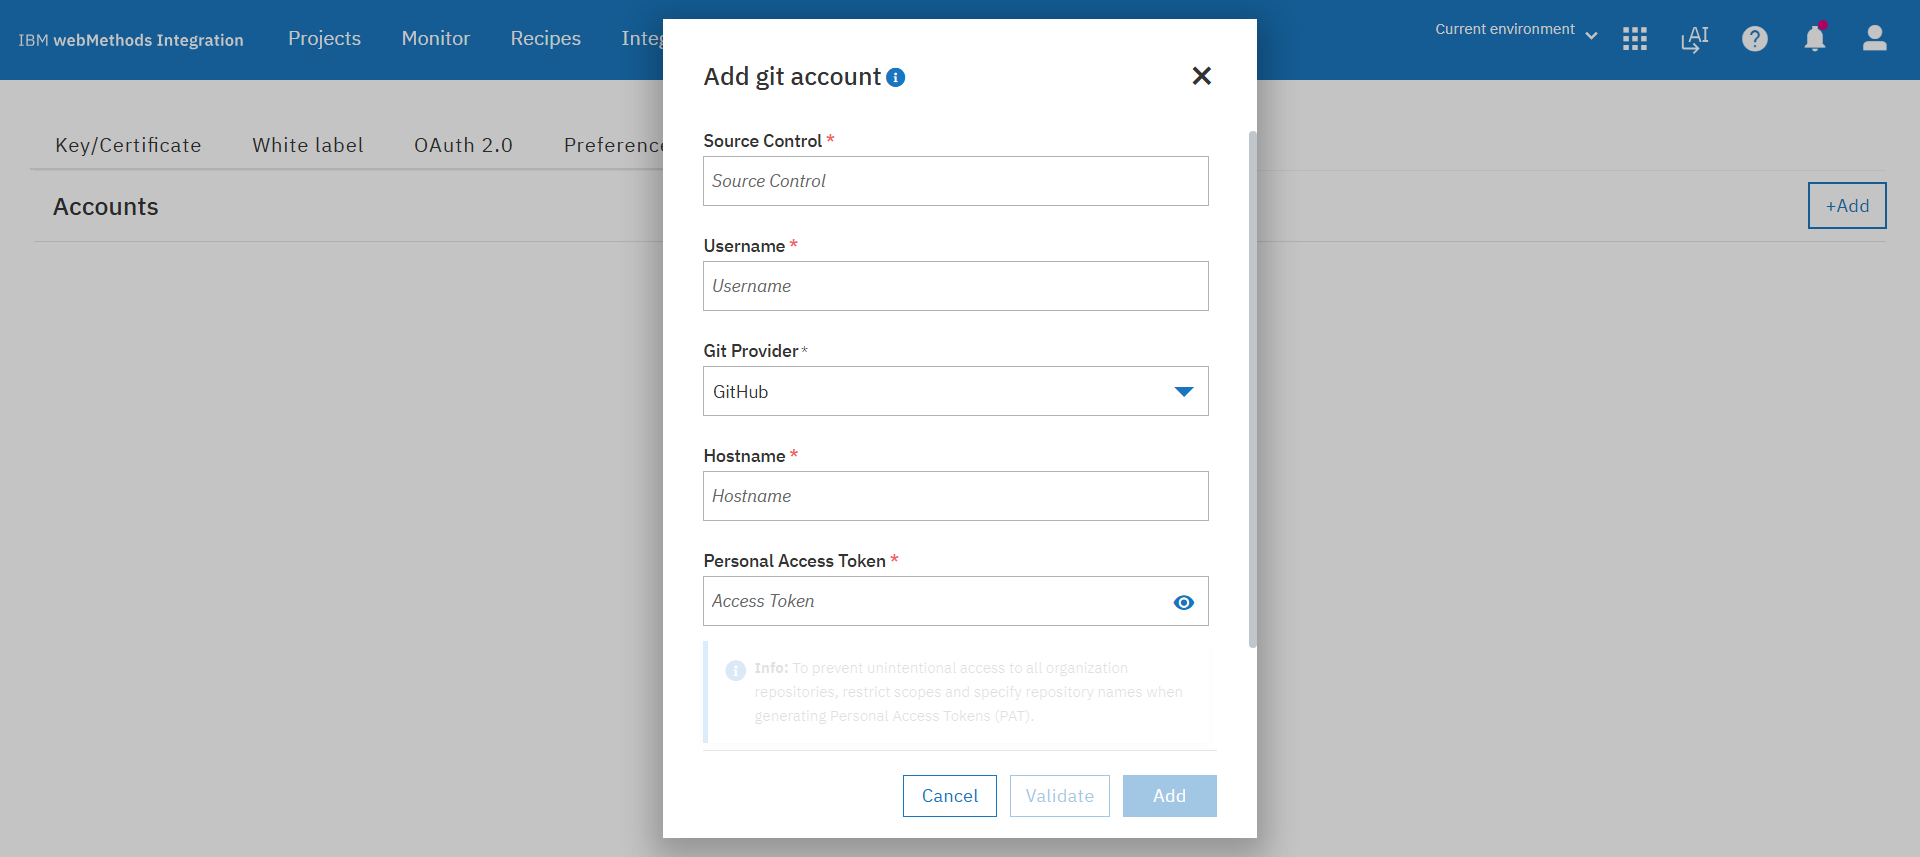 IBM webMethods Integration Projects Monitor Recipes Integ Current environment AI
Key/Certificate White label OAuth 2.0 Preference
Accounts +Add
Add git account
Source Control *
Source Control
Username *
Username
Git Provider *
GitHub
Hostname *
Hostname
Personal Access Token *
Access Token
Info: To prevent unintentional access to all organization
repositories, restrict scopes and specify repository names when
generating Personal Access Tokens (PAT).
Cancel Validate Add